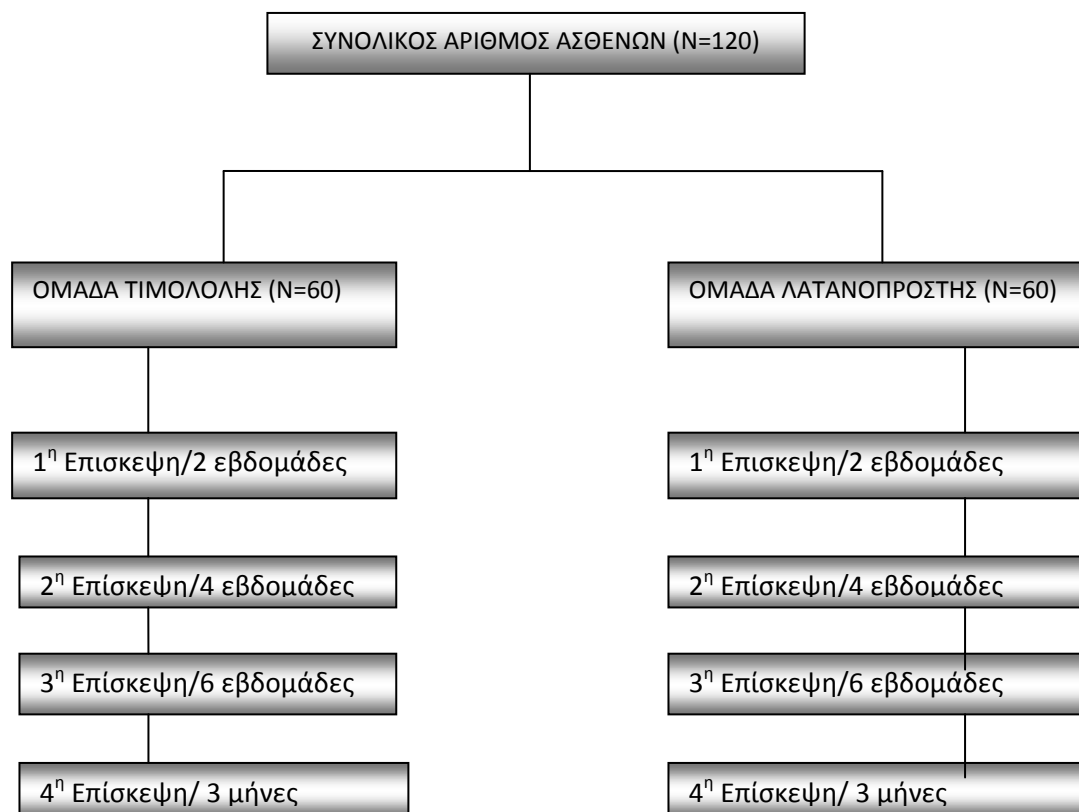 ΣΥΝΟΛΙΚΟΣ ΑΡΙΘΜΟΣ ΑΣΘΕΝΩΝ (Ν=120)
ΟΜΑΔΑ ΤΙΜΟΛΟΛΗΣ (Ν=60)
1η Επισκεψη/2 εβδομάδες
2η Επίσκεψη/4 εβδομάδες
3η Επίσκεψη/6 εβδομάδες
4η Επίσκεψη/ 3 μήνες
ΟΜΑΔΑ ΛΑΤΑΝΟΠΡΟΣΤΗΣ (Ν=60)
1η Επισκεψη/2 εβδομάδες
2η Επίσκεψη/4 εβδομάδες
3η Επίσκεψη/6 εβδομάδες
4η Επίσκεψη/ 3 μήνες